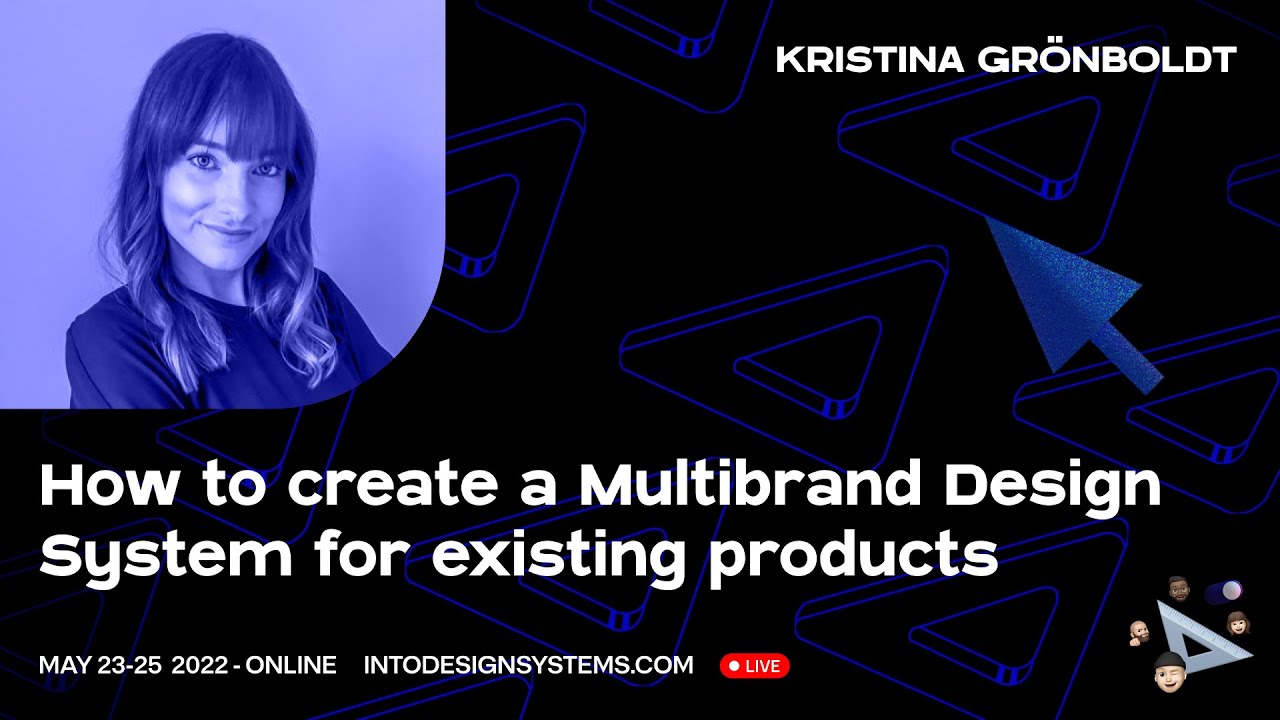 KRISTINA GRÖNBOLDT
How to create a Multibrand Design
System for existing products
MAY 23-25 2022 - ONLINE INTODESIGNSYSTEMS.COM LIVE